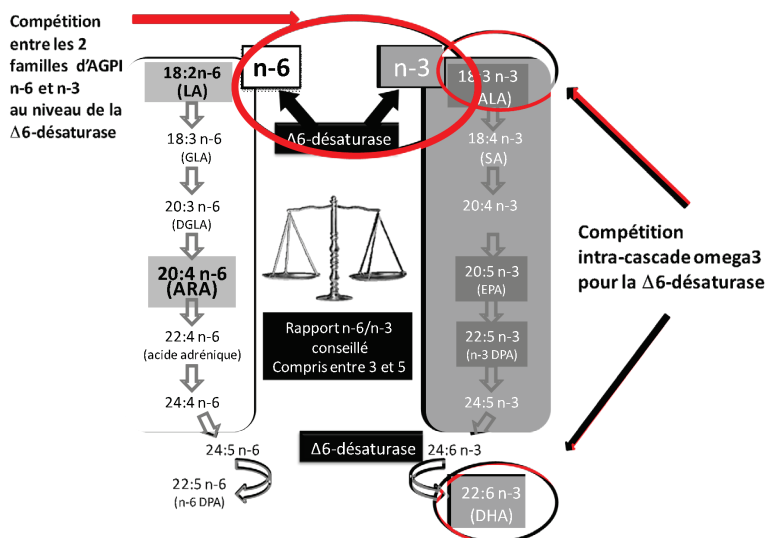 Compétition
entre les 2
familles d’AGPI
n-6 et n-3
au niveau de la
Δ6-désaturase
18:2n-6
(LA)
18:3 n-6
(GLA)
20:3 n-6
(DGLA)
20:4 n-6
(ARA)
22:4 n-6
(acide adrénique)
24:4 n-6
24:5 n-6
22:5 n-6
(n-6 DPA)
n-6
n-3
Δ6-désaturase
Rapport n-6/n-3
conseillé
Compris entre 3 et 5
Δ6-désaturase
18:3 n-3
(ALA)
18:4 n-3
(SA)
20:4 n-3
20:5 n-3
(EPA)
22:5 n-3
(n-3 DPA)
24:5 n-3
24:6 n-3
22:6 n-3
(DHA)
Compétition
intra-cascade omega3
pour la Δ6-désaturase